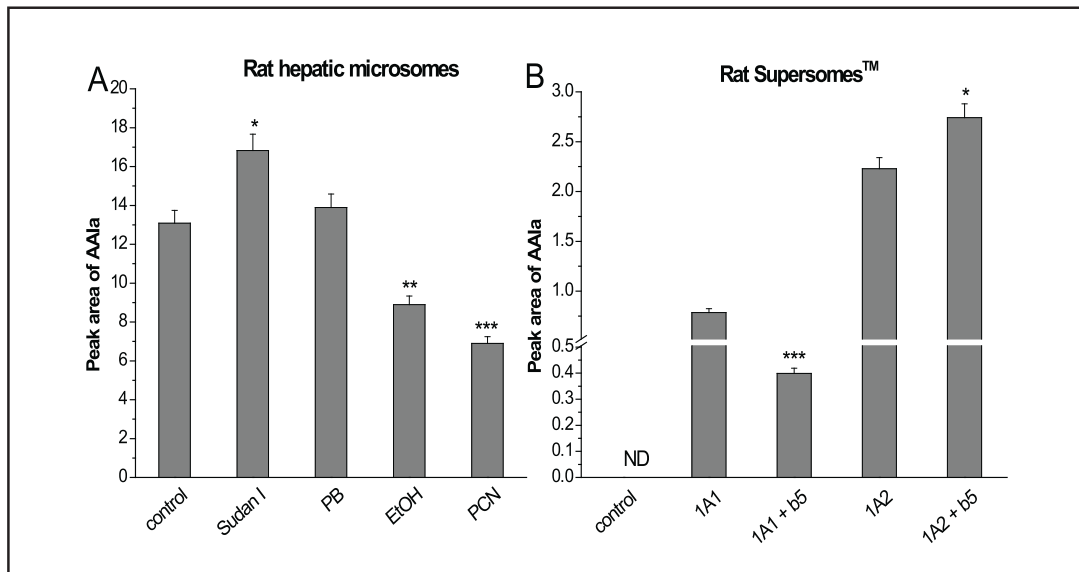 A
Rat hepatic microsomes
Peak area of AAIa
20
18
16
14
12
10
8
6
4
2
0
*
**
***
control
Sudan I
PB
EtOH
PCN
B
Rat Supersomes™
Peak area of AAIa
3.0
2.5
2.0
1.5
1.0
0.5
0.4
0.3
0.2
0.1
0.0
ND
***
*
control
1A1
1A1 + b5
1A2
1A2 + b5